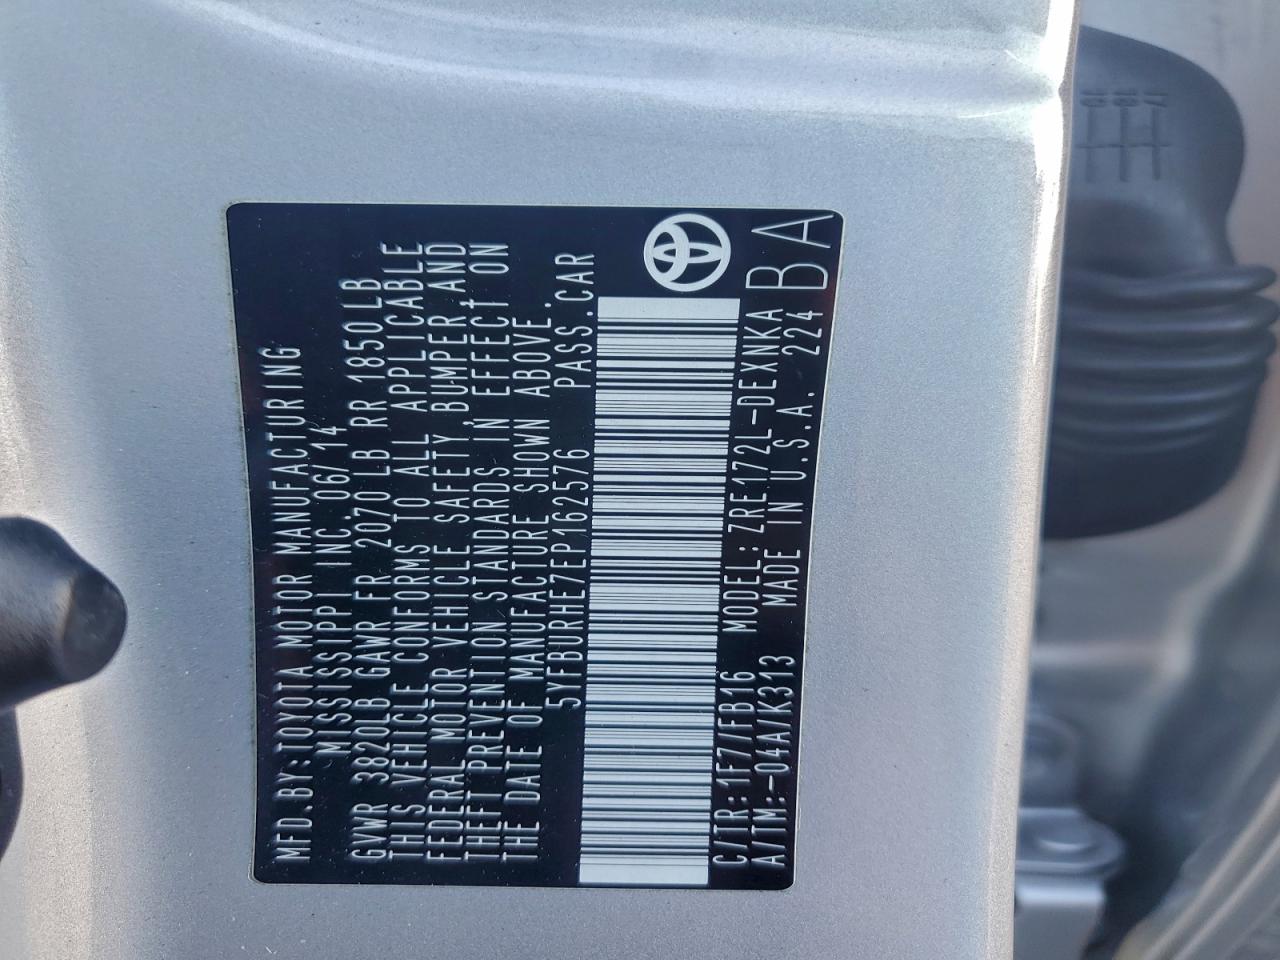 MFD.BY:TOYOTA MOTOR MANUFACTURING
MISSISSIPPI INC. 06/14
GVWR 3820LB GAWR FR 2070 LB RR 1850 LB
THIS VEHICLE CONFORMS TO ALL APPLICABLE
FEDERAL MOTOR VEHICLE SAFETY, BUMPER AND
THEFT PREVENTION STANDARDS IN EFFECT ON
THE DATE OF MANUFACTURE SHOWN ABOVE.
5YFBURHE7EP162576 PASS.CAR
C/TR: 1F7/FB16 MODEL: ZRE172L-DEXNKA
A/TM:-04A/K313 MADE IN U.S.A. 224
BA